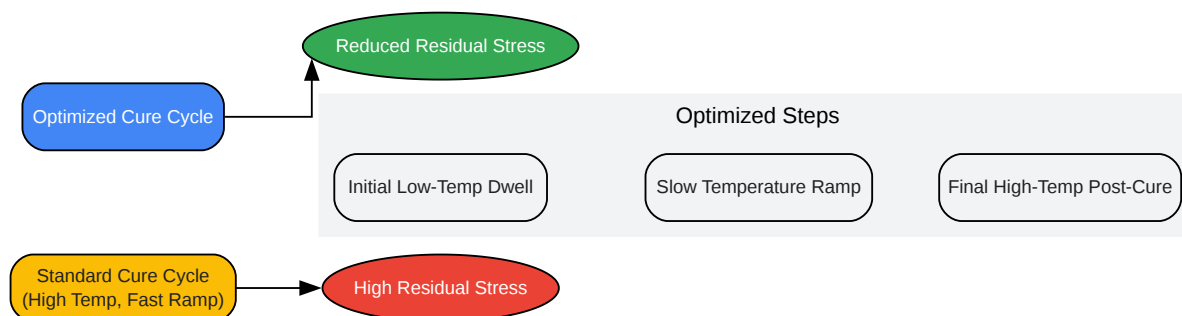 Reduced Residual Stress
Optimized Cure Cycle
Optimized Steps
Initial Low-Temp Dwell
Slow Temperature Ramp
Final High-Temp Post-Cure
Standard Cure Cycle
(High Temp, Fast Ramp)
High Residual Stress